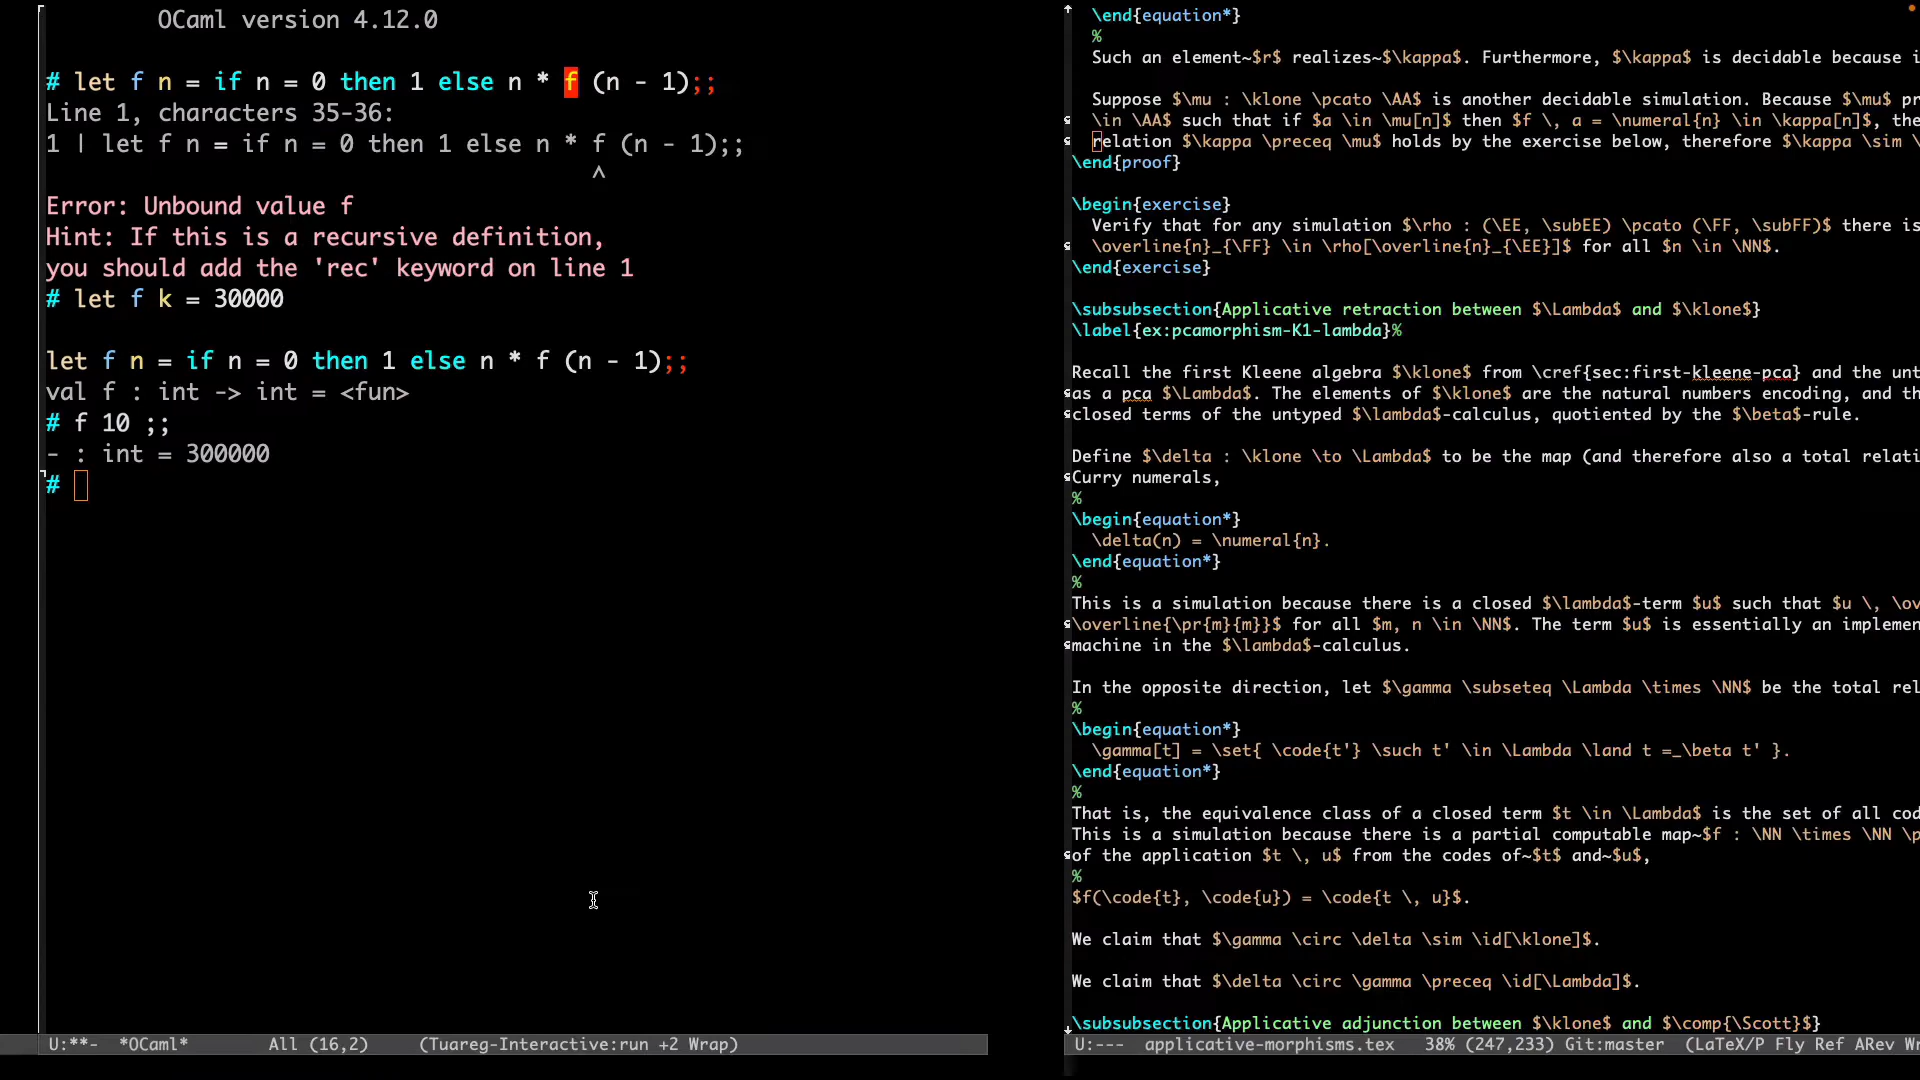 OCaml version 4.12.0
# let f n = if n = 0 then 1 else n * f (n - 1);;
Line 1, characters 35-36:
1 | let f n = if n = 0 then 1 else n * f (n - 1);;
^
Error: Unbound value f
Hint: If this is a recursive definition,
you should add the 'rec' keyword on line 1
# let f k = 30000
let f n = if n = 0 then 1 else n * f (n - 1);;
val f : int -> int = <fun>
# f 10 ;;
- : int = 300000
#
U:**-  *OCaml*       All (16,2)     (Tuareg-Interactive:run +2 Wrap)
\end{equation*}
%
Such an element~$r$ realizes~$\kappa$. Furthermore, $\kappa$ is decidable because i
Suppose $\mu : \klone \pcato \AA$ is another decidable simulation. Because $\mu$ pr
\in \AA$ such that if $a \in \mu[n]$ then $f \, a = \numeral{n} \in \kappa[n]$, the
relation $\kappa \preceq \mu$ holds by the exercise below, therefore $\kappa \sim \
\end{proof}
\begin{exercise}
Verify that for any simulation $\rho : (\EE, \subEE) \pcato (\FF, \subFF)$ there is
\overline{n}_{\FF} \in \rho[\overline{n}_{\EE}]$ for all $n \in \NN$.
\end{exercise}
\subsubsection{Applicative retraction between $\Lambda$ and $\klone$}
\label{ex:pcamorphism-K1-lambda}%
Recall the first Kleene algebra $\klone$ from \cref{sec:first-kleene-pca} and the unt
as a pca $\Lambda$. The elements of $\klone$ are the natural numbers encoding, and th
closed terms of the untyped $\lambda$-calculus, quotiented by the $\beta$-rule.
Define $\delta : \klone \to \Lambda$ to be the map (and therefore also a total relati
Curry numerals,
%
\begin{equation*}
\delta(n) = \numeral{n}.
\end{equation*}
%
This is a simulation because there is a closed $\lambda$-term $u$ such that $u \, \ov
\overline{\pr{m}{m}}$ for all $m, n \in \NN$. The term $u$ is essentially an implemen
machine in the $\lambda$-calculus.
In the opposite direction, let $\gamma \subseteq \Lambda \times \NN$ be the total rel
%
\begin{equation*}
\gamma[t] = \set{ \code{t'} \such t' \in \Lambda \land t =_\beta t' }.
\end{equation*}
%
That is, the equivalence class of a closed term $t \in \Lambda$ is the set of all cod
This is a simulation because there is a partial computable map~$f : \NN \times \NN \p
of the application $t \, u$ from the codes of~$t$ and~$u$,
%
$f(\code{t}, \code{u}) = \code{t \, u}$.
We claim that $\gamma \circ \delta \sim \id[\klone]$.
We claim that $\delta \circ \gamma \preceq \id[\Lambda]$.
\subsubsection{Applicative adjunction between $\klone$ and $\comp{\Scott}$}
U:---  applicative-morphisms.tex   38% (247,233) Git:master  (LaTeX/P Fly Ref ARev Wr